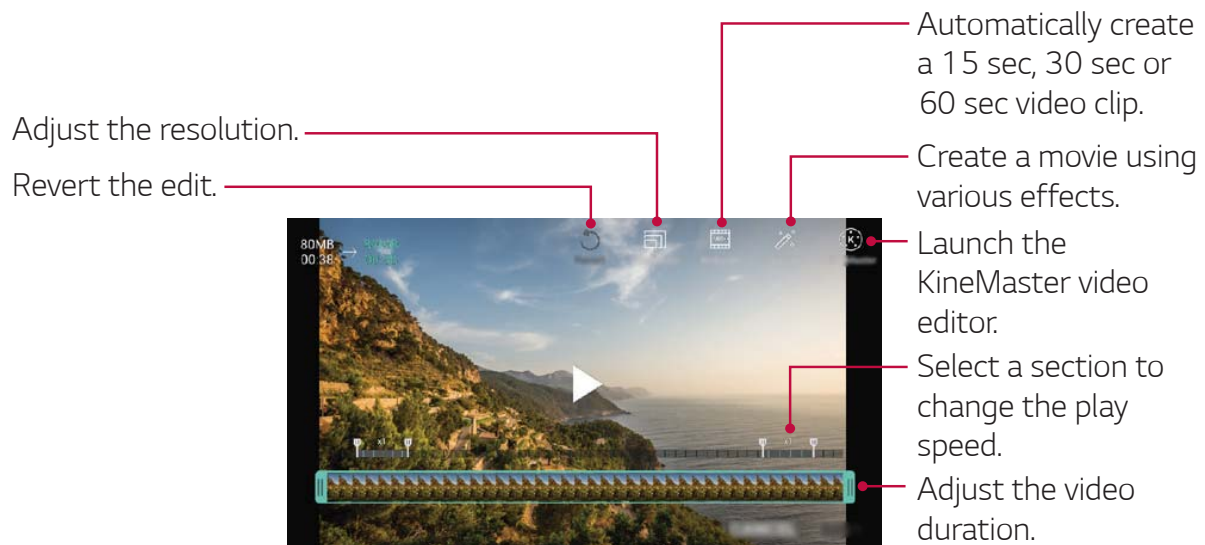 Automatically create
a 15 sec, 30 sec or
60 sec video clip.
Adjust the resolution.
Create a movie using
various effects.
Revert the edit.
80MB
00:38
Launch the
KineMaster video
editor.
Select a section to
change the play
speed.
x1
x1
Adjust the video
duration.